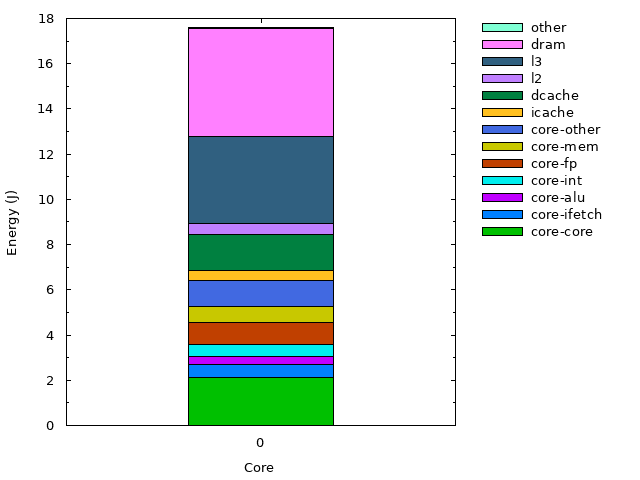 18
16
14
12
10
8
6
4
2
0
Energy (J)
0
Core
other
dram
l3
l2
dcache
icache
core-other
core-mem
core-fp
core-int
core-alu
core-ifetch
core-core